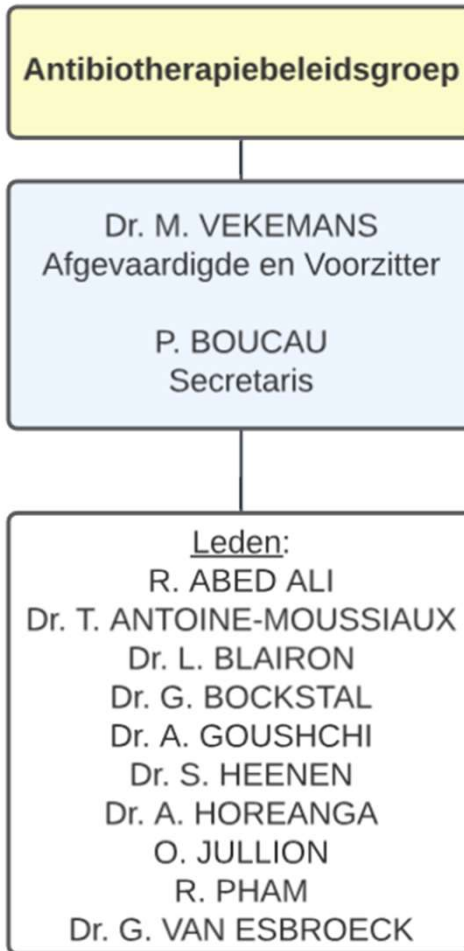 Antibiotherapiebeleidsgroep
Dr. M. VEKEMANS
Afgevaardigde en Voorzitter
P. BOUCAU
Secretaris
Leden:
R. ABED ALI
Dr. T. ANTOINE-MOUSSIAUX
Dr. L. BLAIRON
Dr. G. BOCKSTAL
Dr. A. GOUSHCHI
Dr. S. HEENEN
Dr. A. HOREANGA
O. JULLION
R. PHAM
Dr. G. VAN ESBROECK